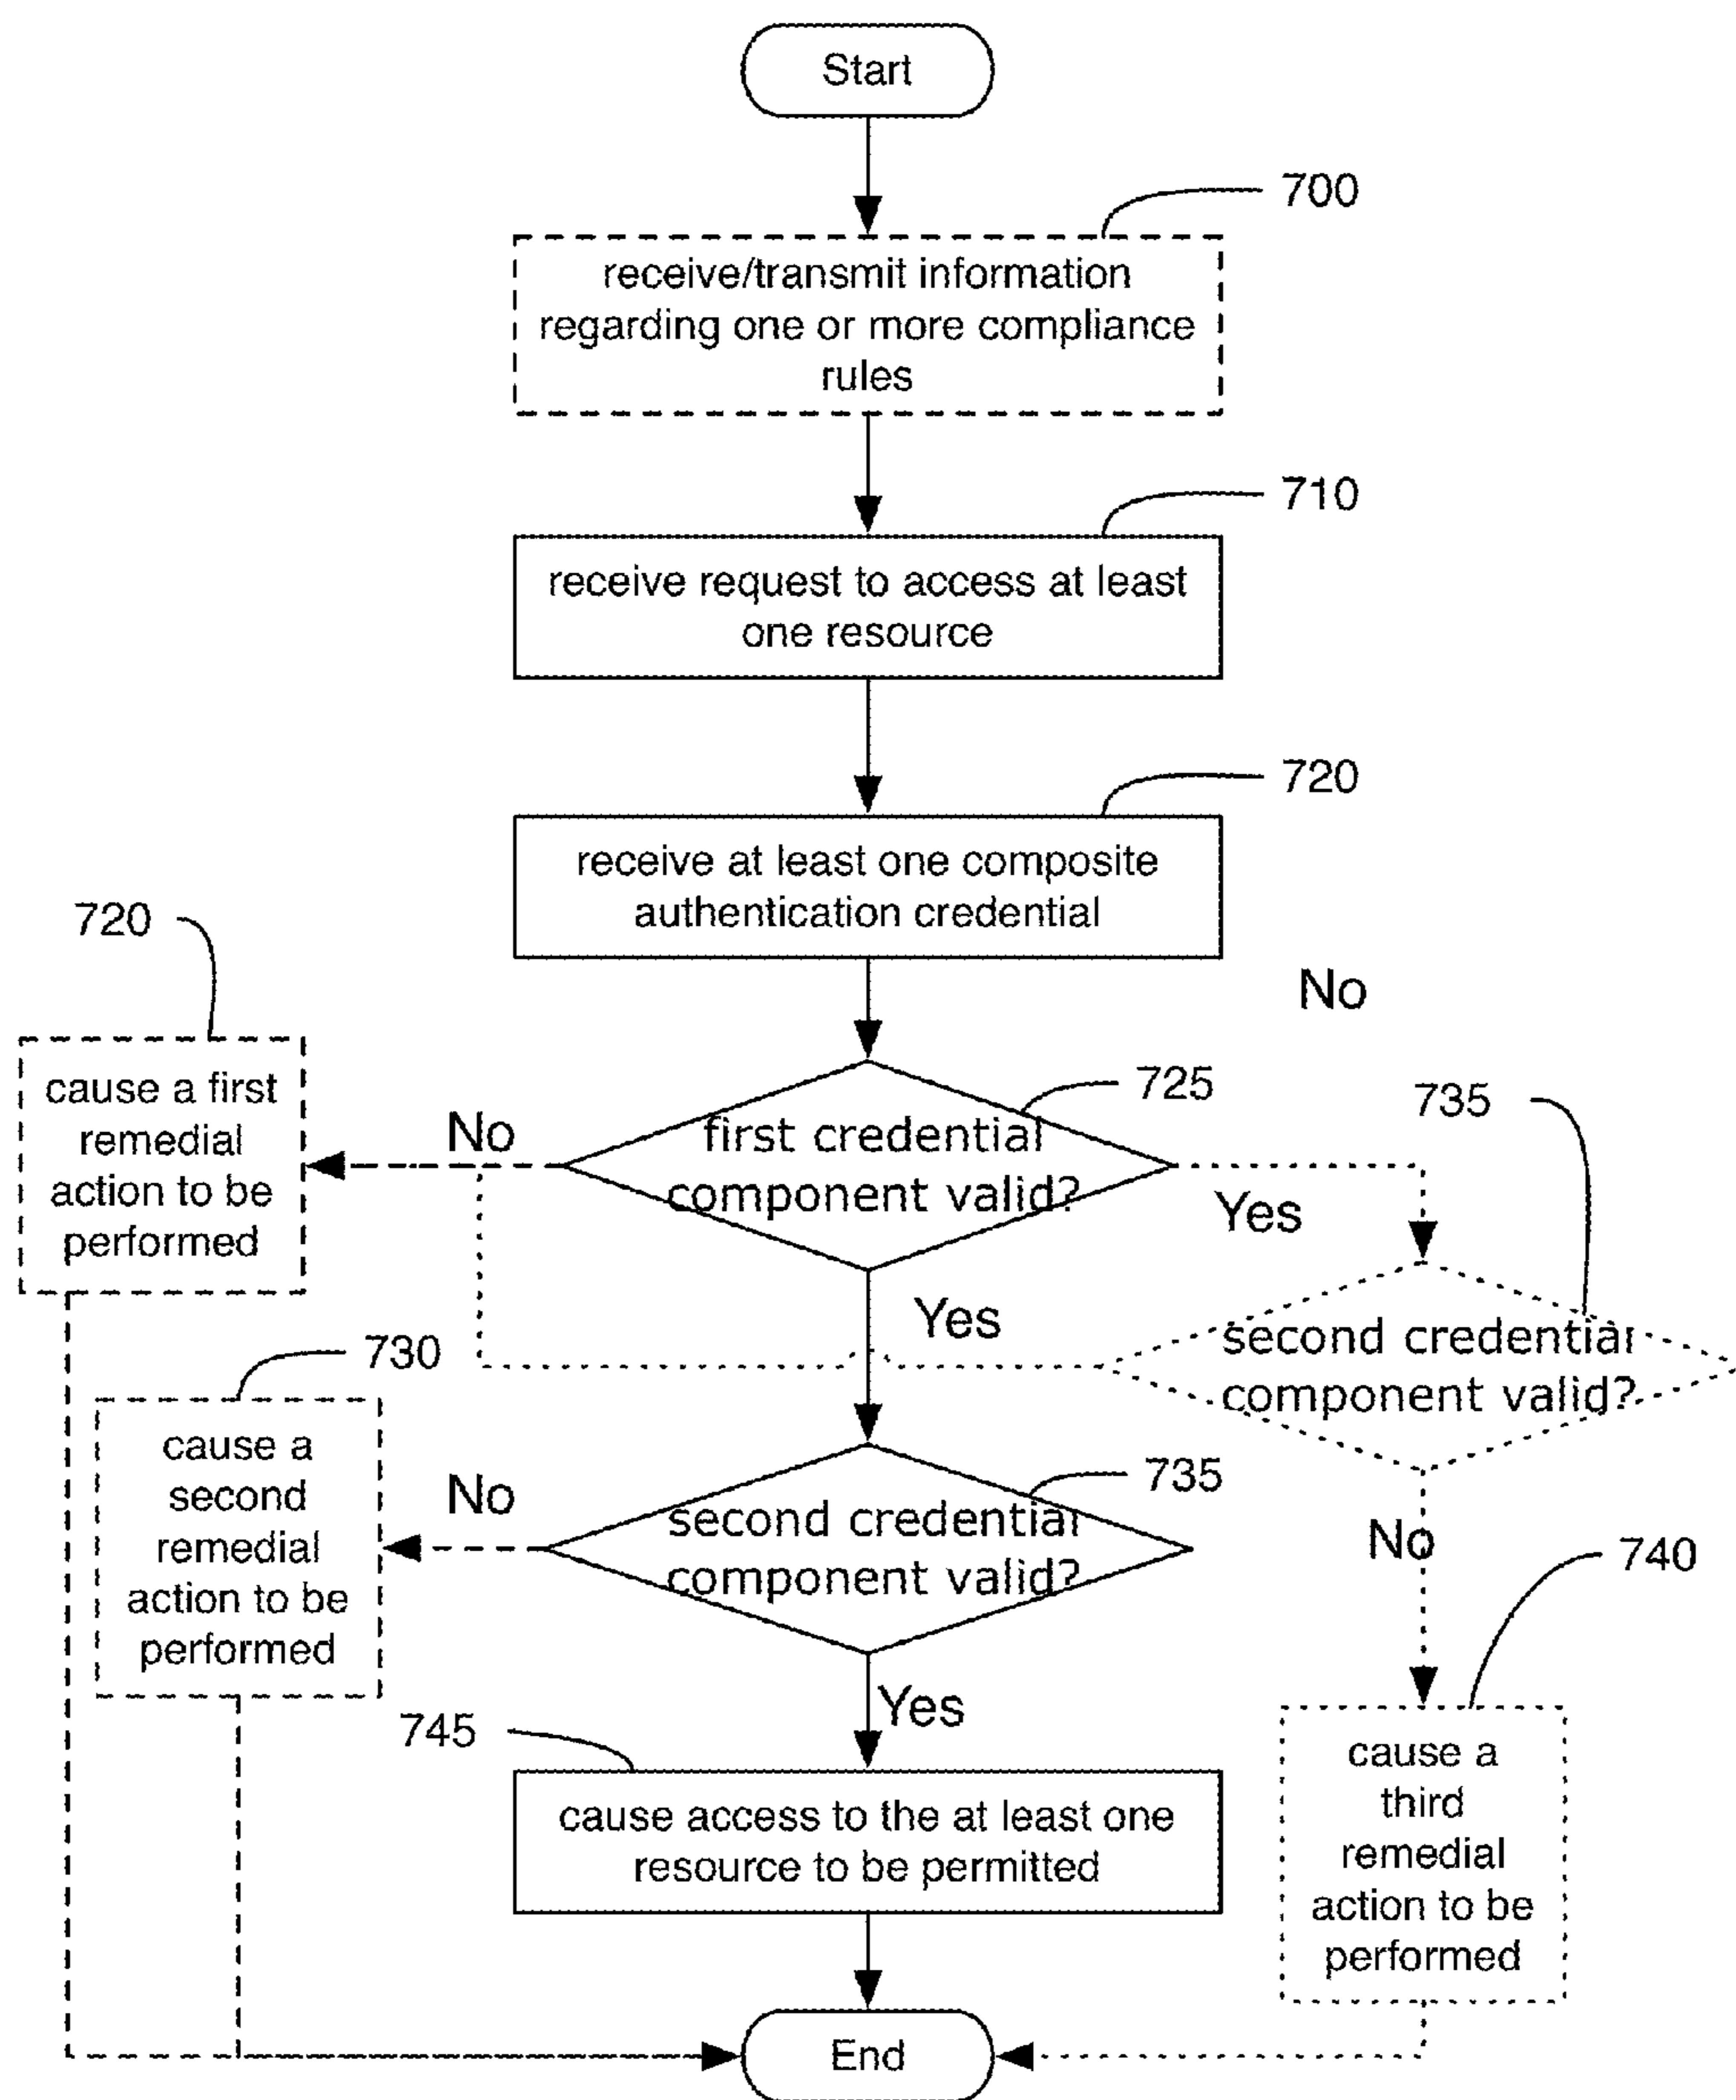 Start
700
receive/transmit information
regarding one or more compliance
rules
710
receive request to access at least
one resource
720
receive at least one composite
authentication credential
720
No
cause a first
remedial
action to be
performed
No
725
first credential
component valid?
735
Yes
Yes
second credential
component valid?
730
cause a
second
remedial
action to be
performed
No
735
second credential
component valid?
No
740
Yes
745
cause access to the at least one
resource to be permitted
cause a
third
remedial
action to be
performed
End